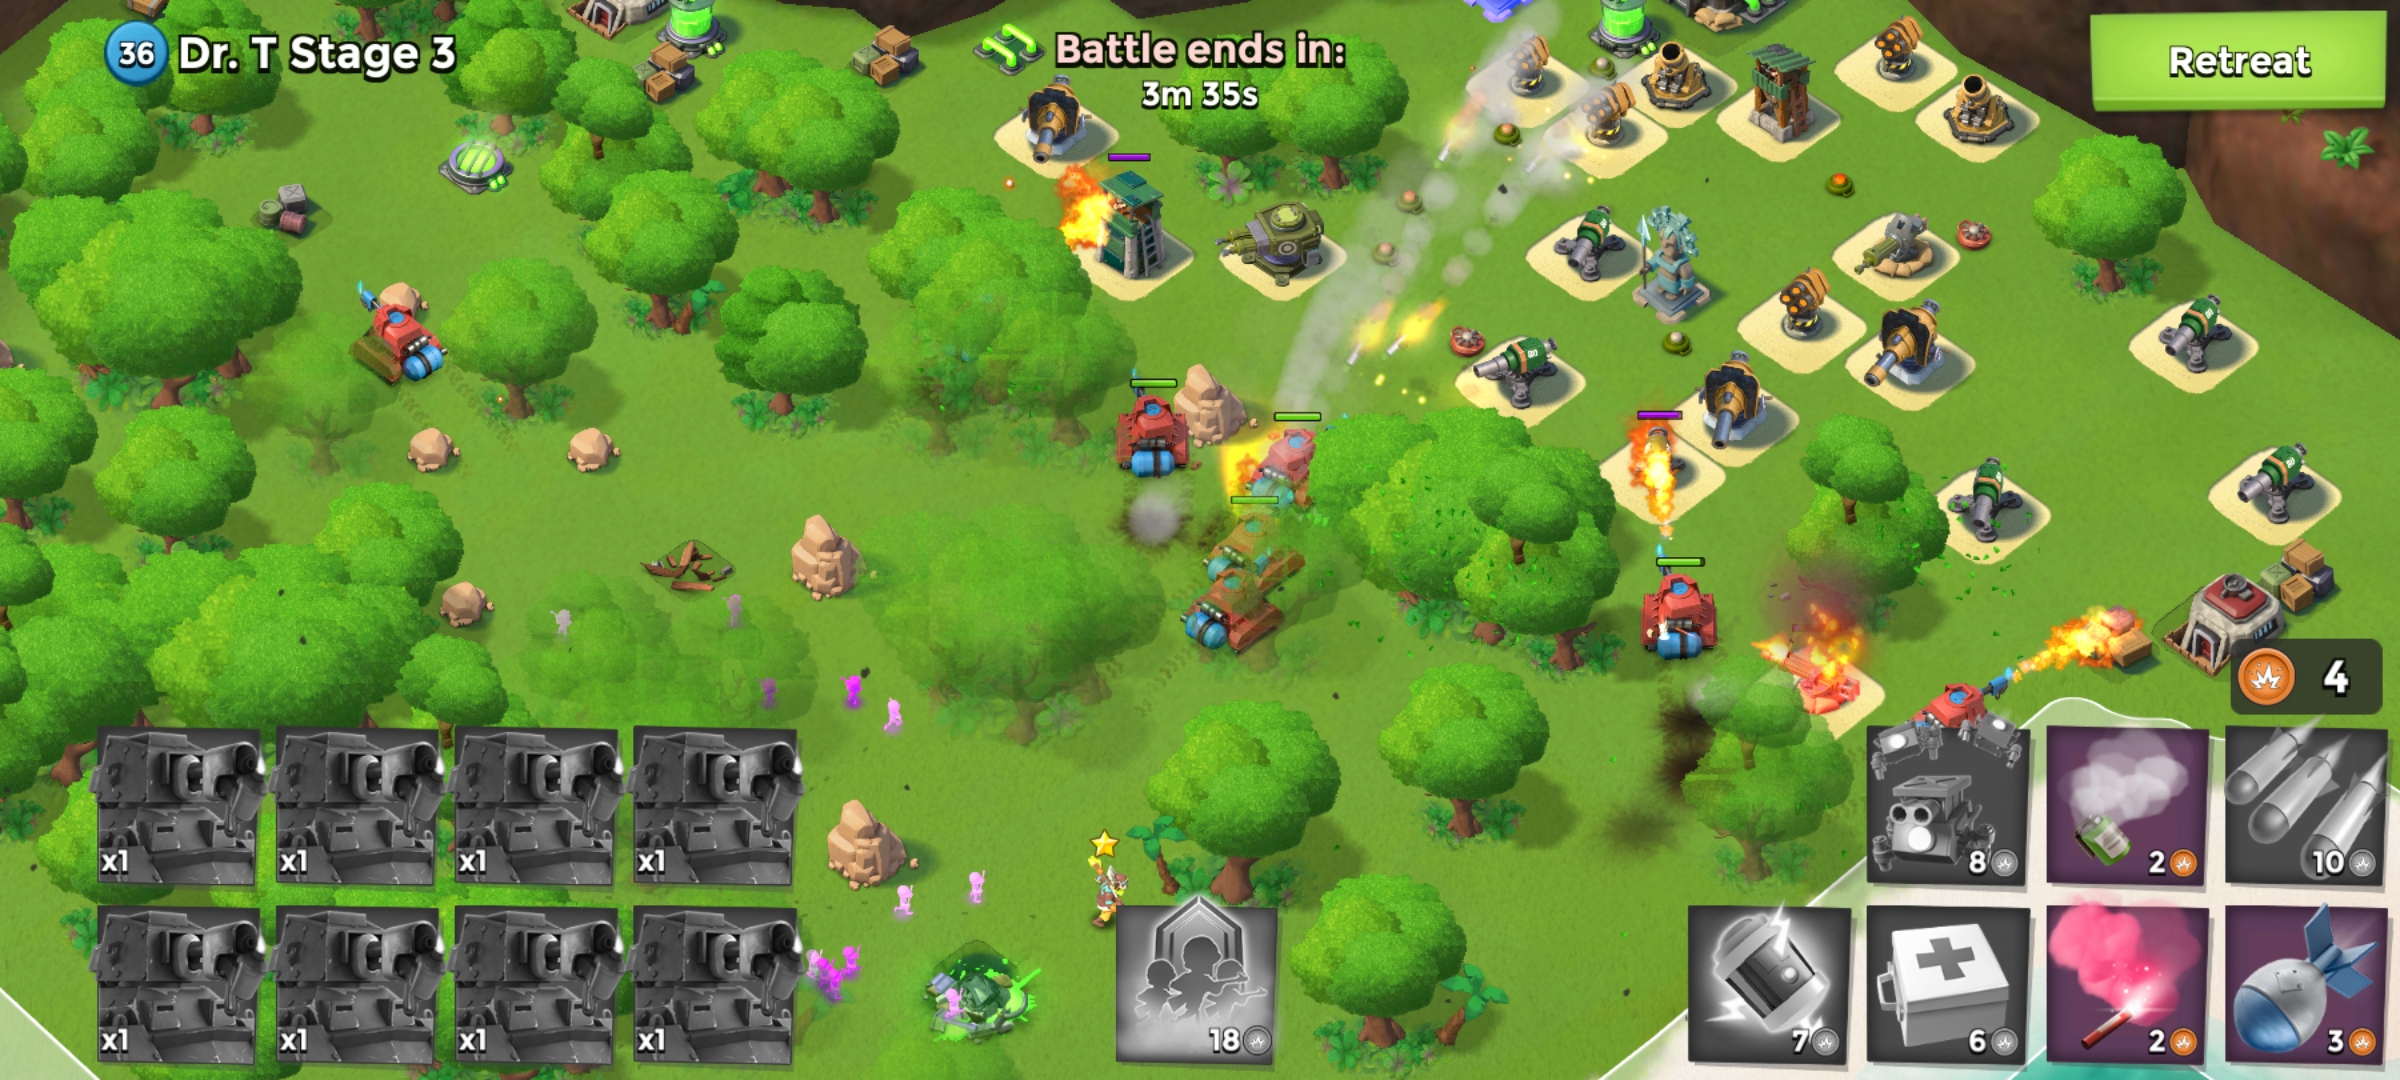 36 Dr. T Stage 3
Battle ends in:
3m 35s
Retreat
4
x1
x1
x1
x1
8
2
10
x1
x1
x1
x1
18
7
6
2
3